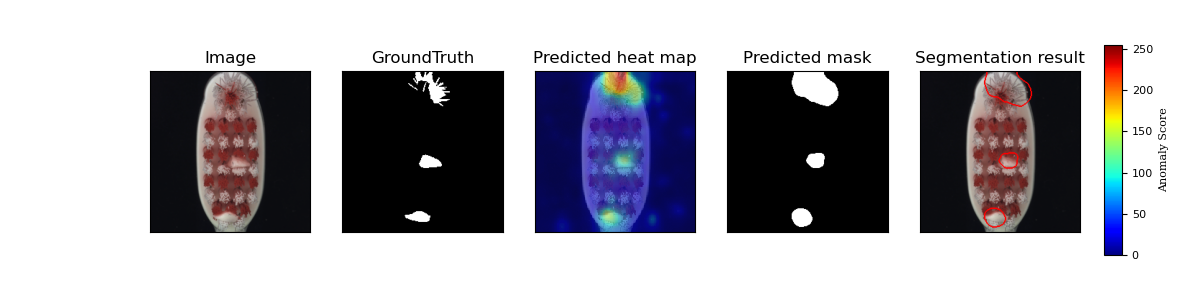 Image
GroundTruth
Predicted heat map
Predicted mask
Segmentation result
250
200
150
100
50
0
Anomaly Score